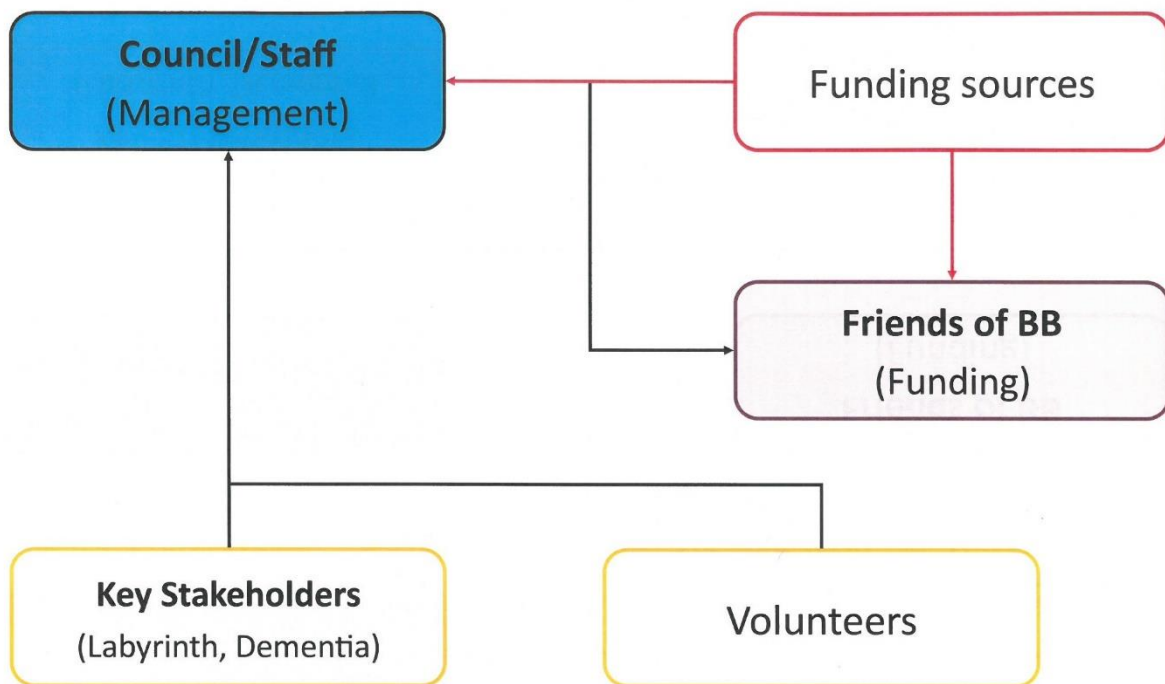 Council/Staff
(Management)
Funding sources
Friends of BB
(Funding)
Key Stakeholders
(Labyrinth, Dementia)
Volunteers